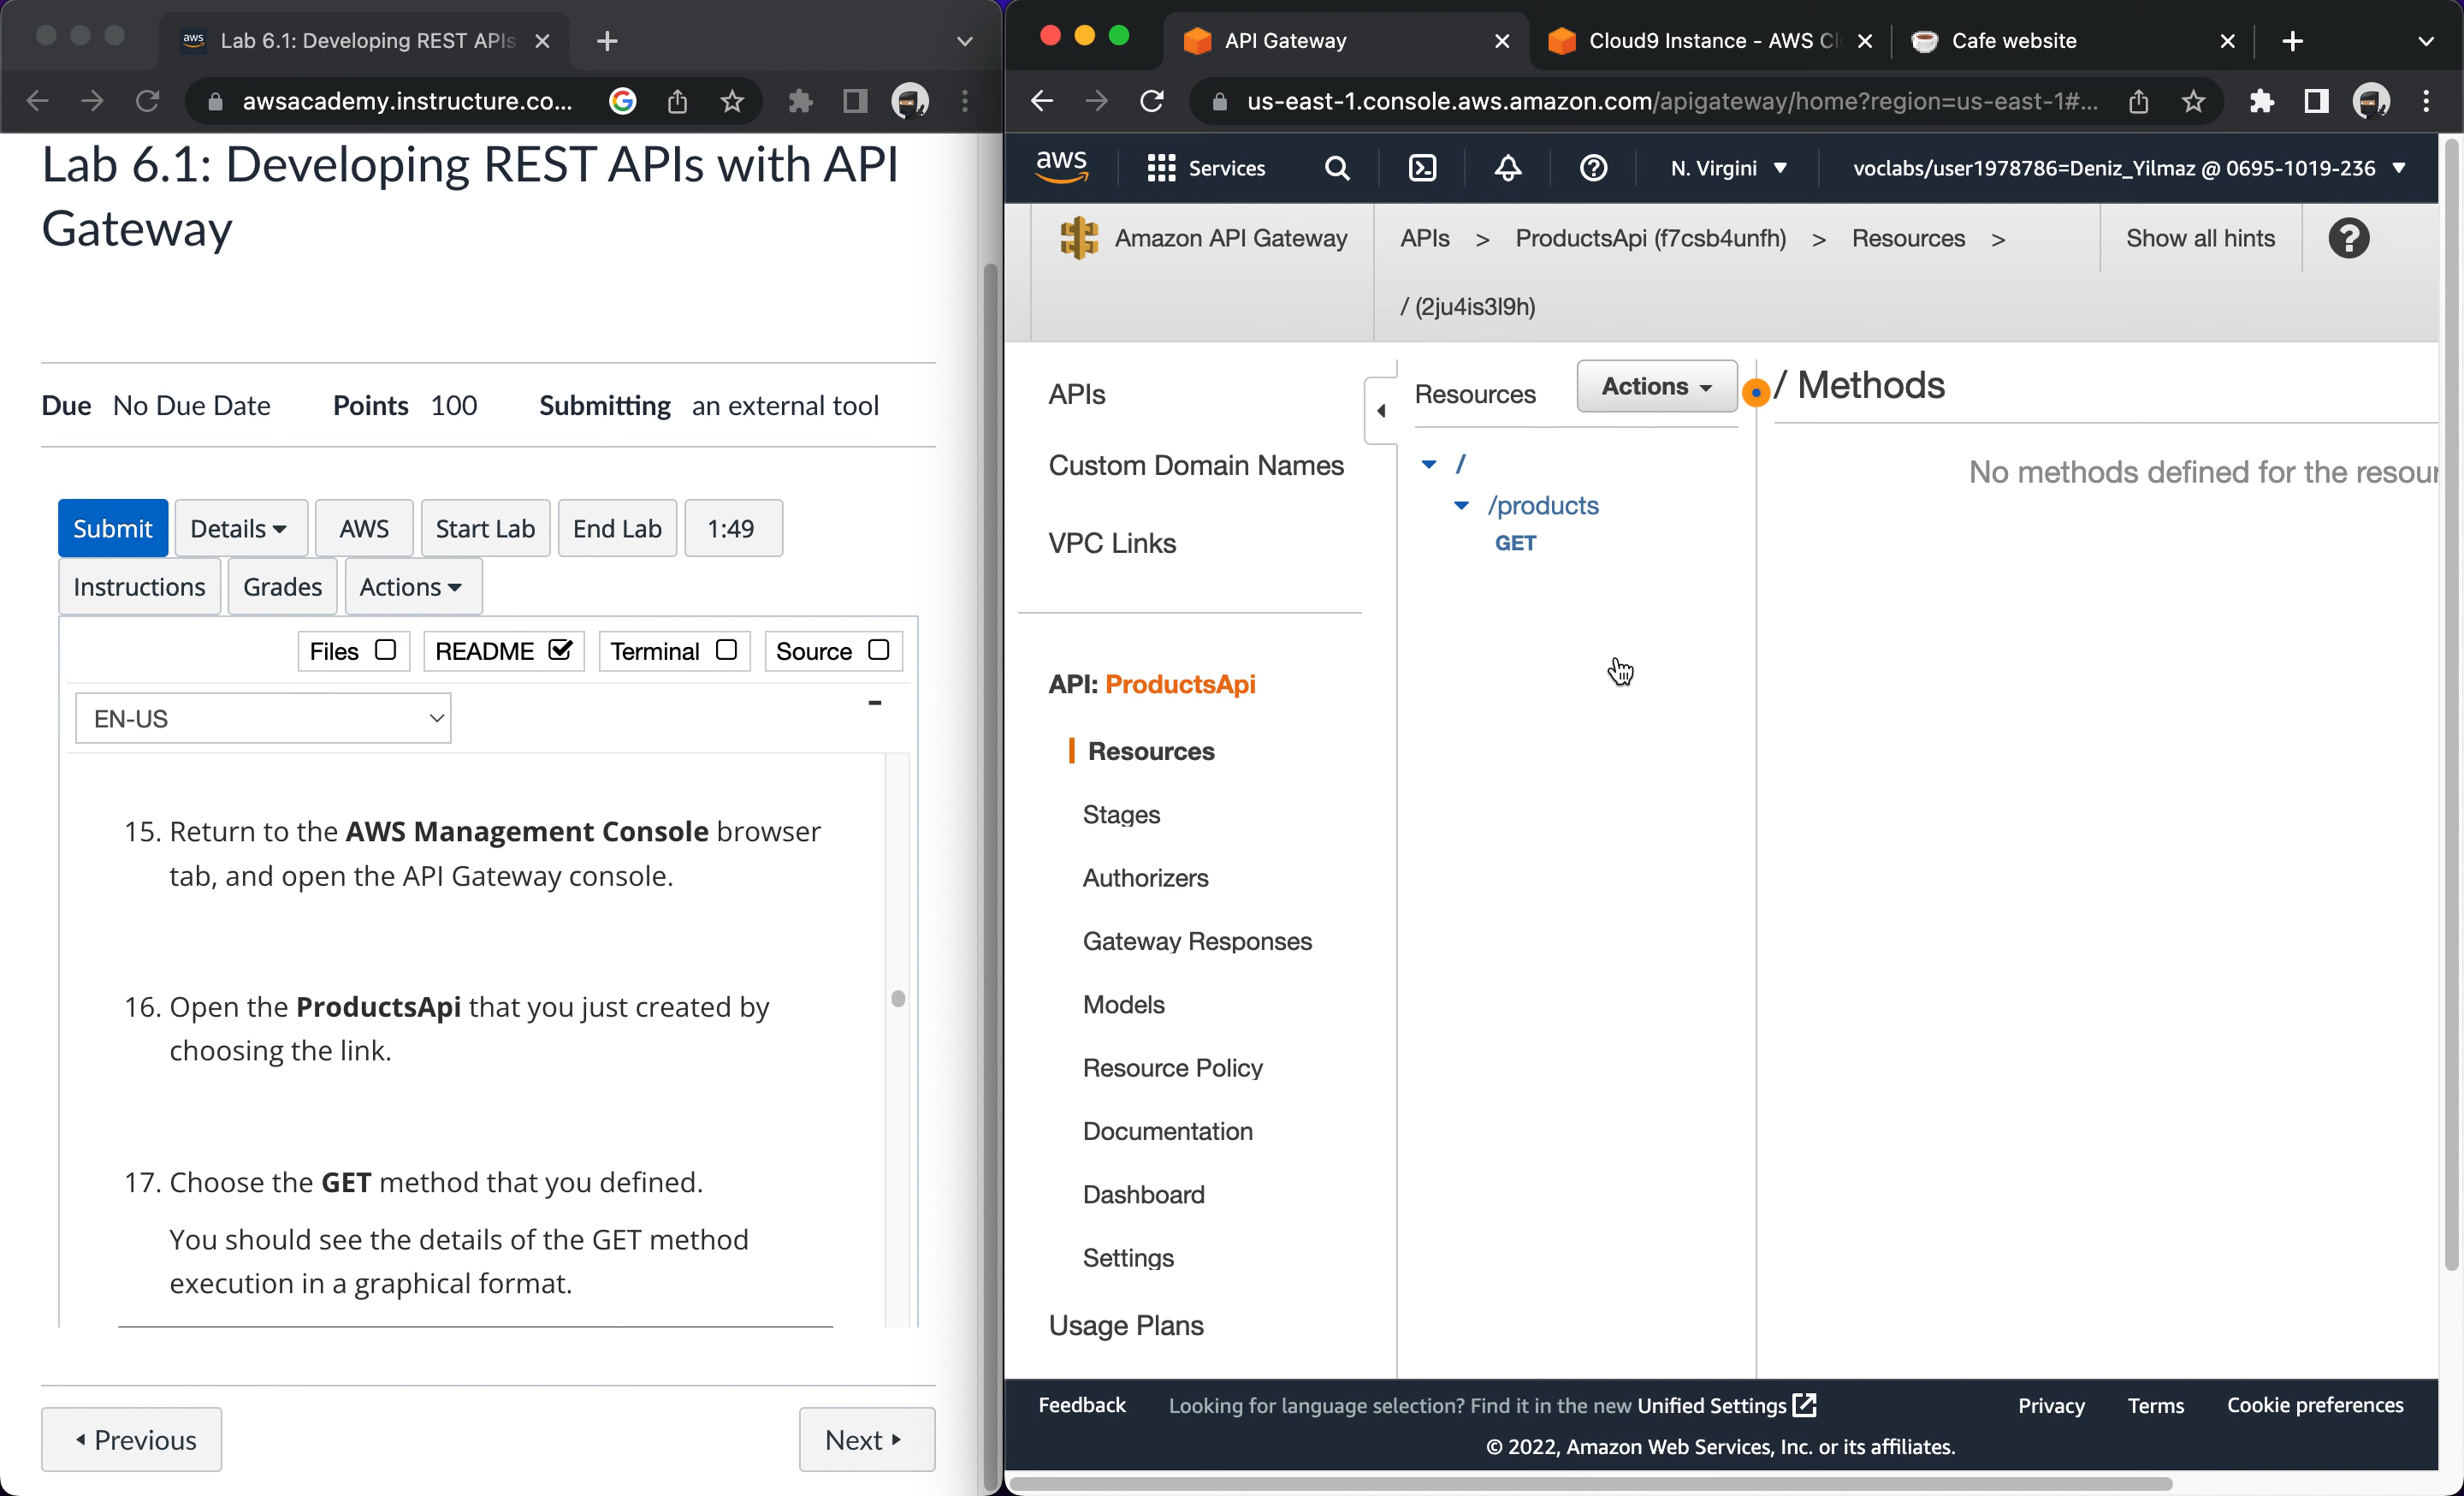 Lab 6.1: Developing REST APIs
awsacademy.instructure.co...
Lab 6.1: Developing REST APIs with API
Gateway
Due No Due Date Points 100 Submitting an external tool
Submit Details AWS Start Lab End Lab 1:49
Instructions Grades Actions
Files README Terminal Source
EN-US
15. Return to the AWS Management Console browser
tab, and open the API Gateway console.
16. Open the ProductsApi that you just created by
choosing the link.
17. Choose the GET method that you defined.
You should see the details of the GET method
execution in a graphical format.
Previous Next
API Gateway Cloud9 Instance - AWS Cl Cafe website
us-east-1.console.aws.amazon.com/apigateway/home?region=us-east-1#...
aws Services N. Virgini voclabs/user1978786=Deniz_Yilmaz @ 0695-1019-236
Amazon API Gateway APIs > ProductsApi (f7csb4unfh) > Resources > Show all hints
/ (2ju4is3l9h)
APIs
Custom Domain Names
VPC Links
API: ProductsApi
Resources
Stages
Authorizers
Gateway Responses
Models
Resource Policy
Documentation
Dashboard
Settings
Usage Plans
Resources Actions
/
/products
GET
/ Methods
No methods defined for the resour
Feedback Looking for language selection? Find it in the new Unified Settings Privacy Terms Cookie preferences
© 2022, Amazon Web Services, Inc. or its affiliates.